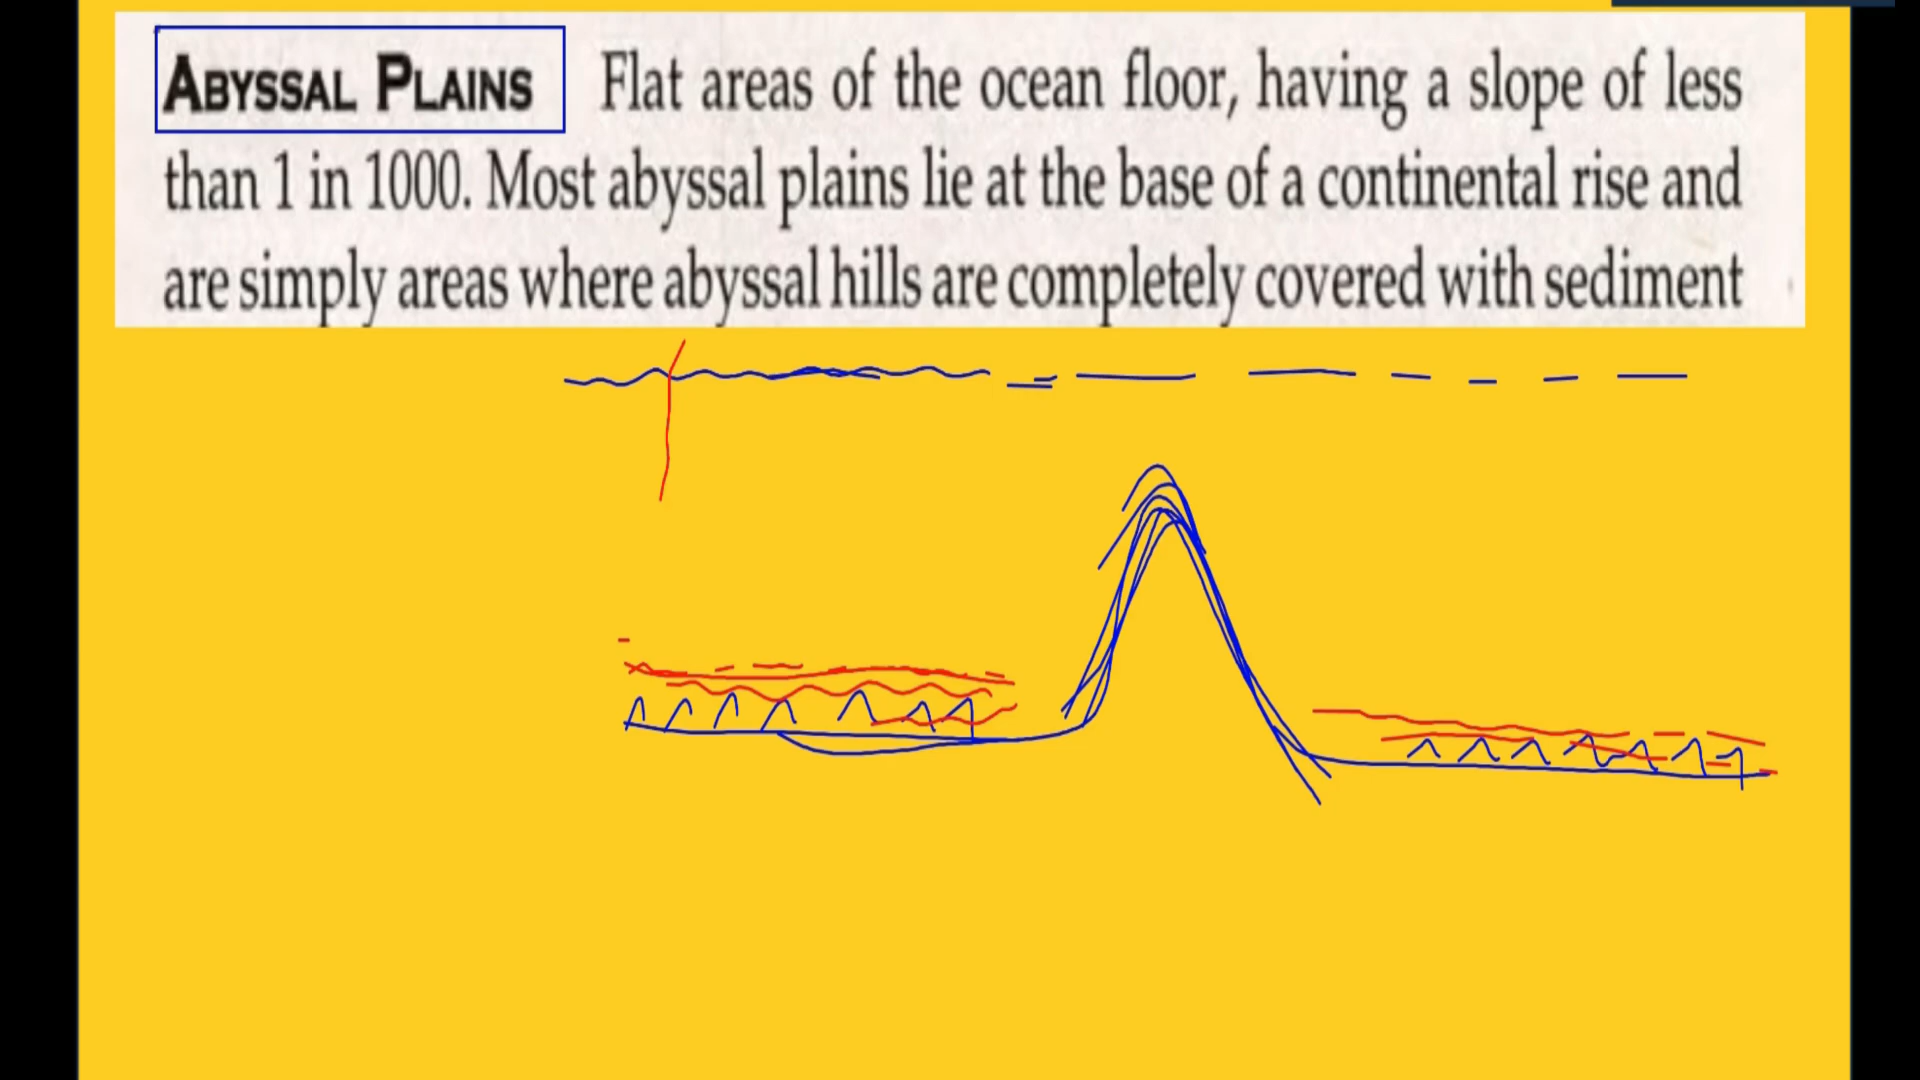 ABYSSAL PLAINS Flat areas of the ocean floor, having a slope of less
than 1 in 1000. Most abyssal plains lie at the base of a continental rise and
are simply areas where abyssal hills are completely covered with sediment